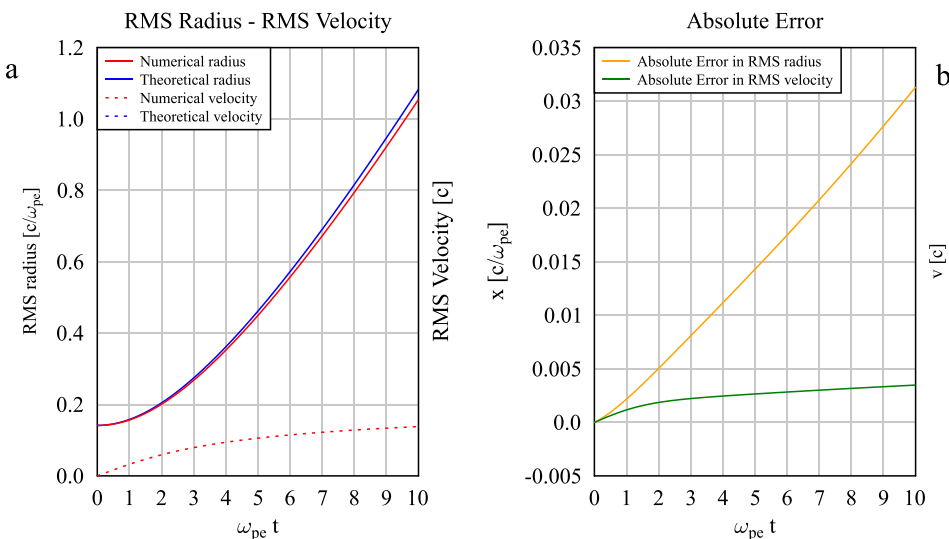 RMS Radius - RMS Velocity
a
1.2
1.0
0.8
0.6
0.4
0.2
0.0
Numerical radius
Theoretical radius
Numerical velocity
Theoretical velocity
RMS radius [c/ωpe]
RMS Velocity [c]
0 1 2 3 4 5 6 7 8 9 10
ωpe t
Absolute Error
b
0.035
0.03
0.025
0.02
0.015
0.01
0.005
0.0
-0.005
Absolute Error in RMS radius
Absolute Error in RMS velocity
x [c/ωpe]
v [c]
0 1 2 3 4 5 6 7 8 9 10
ωpe t